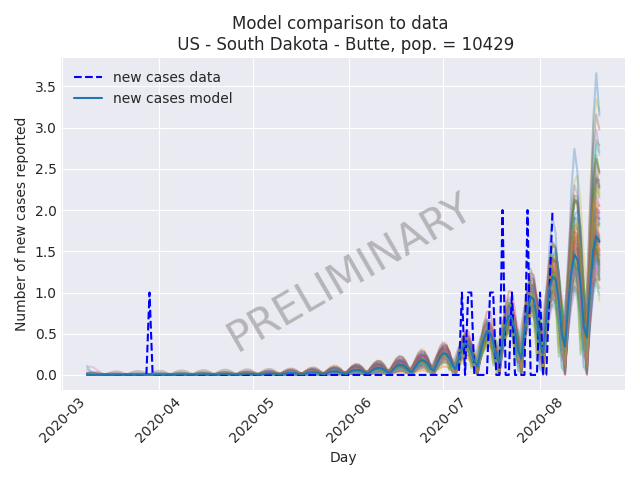 Model comparison to data
US - South Dakota - Butte, pop. = 10429
new cases data
new cases model
Number of new cases reported
3.5
3.0
2.5
2.0
1.5
1.0
0.5
0.0
PRELIMINARY
2020-03
2020-04
2020-05
2020-06
2020-07
2020-08
Day